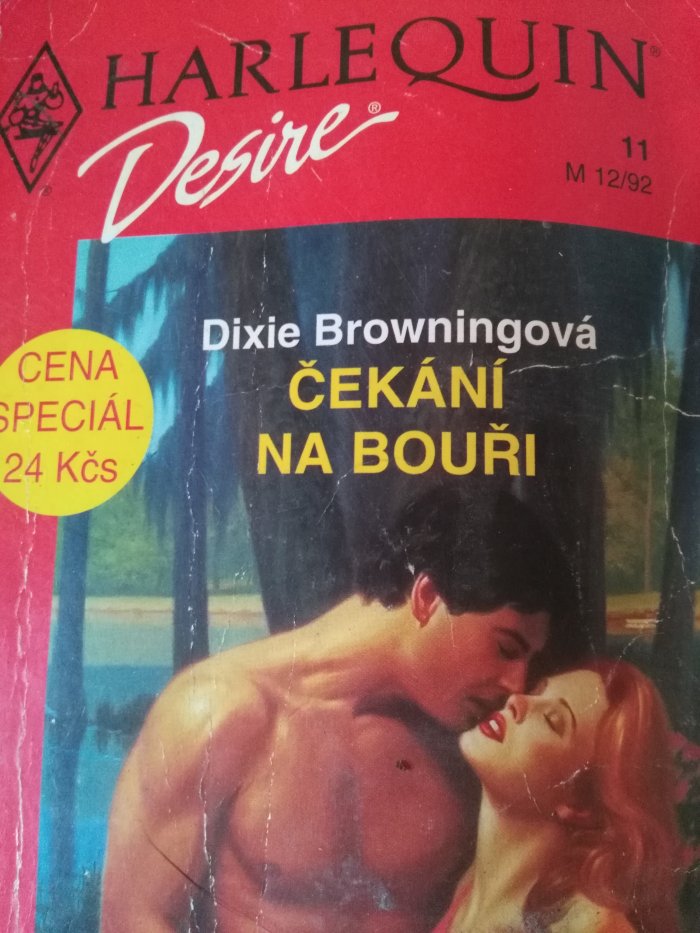 HARLEQUIN®
Desire®
11
M 12/92
Dixie Browningová
ČEKÁNÍ
NA BOUŘI
CENA
SPECIÁL
24 Kčs